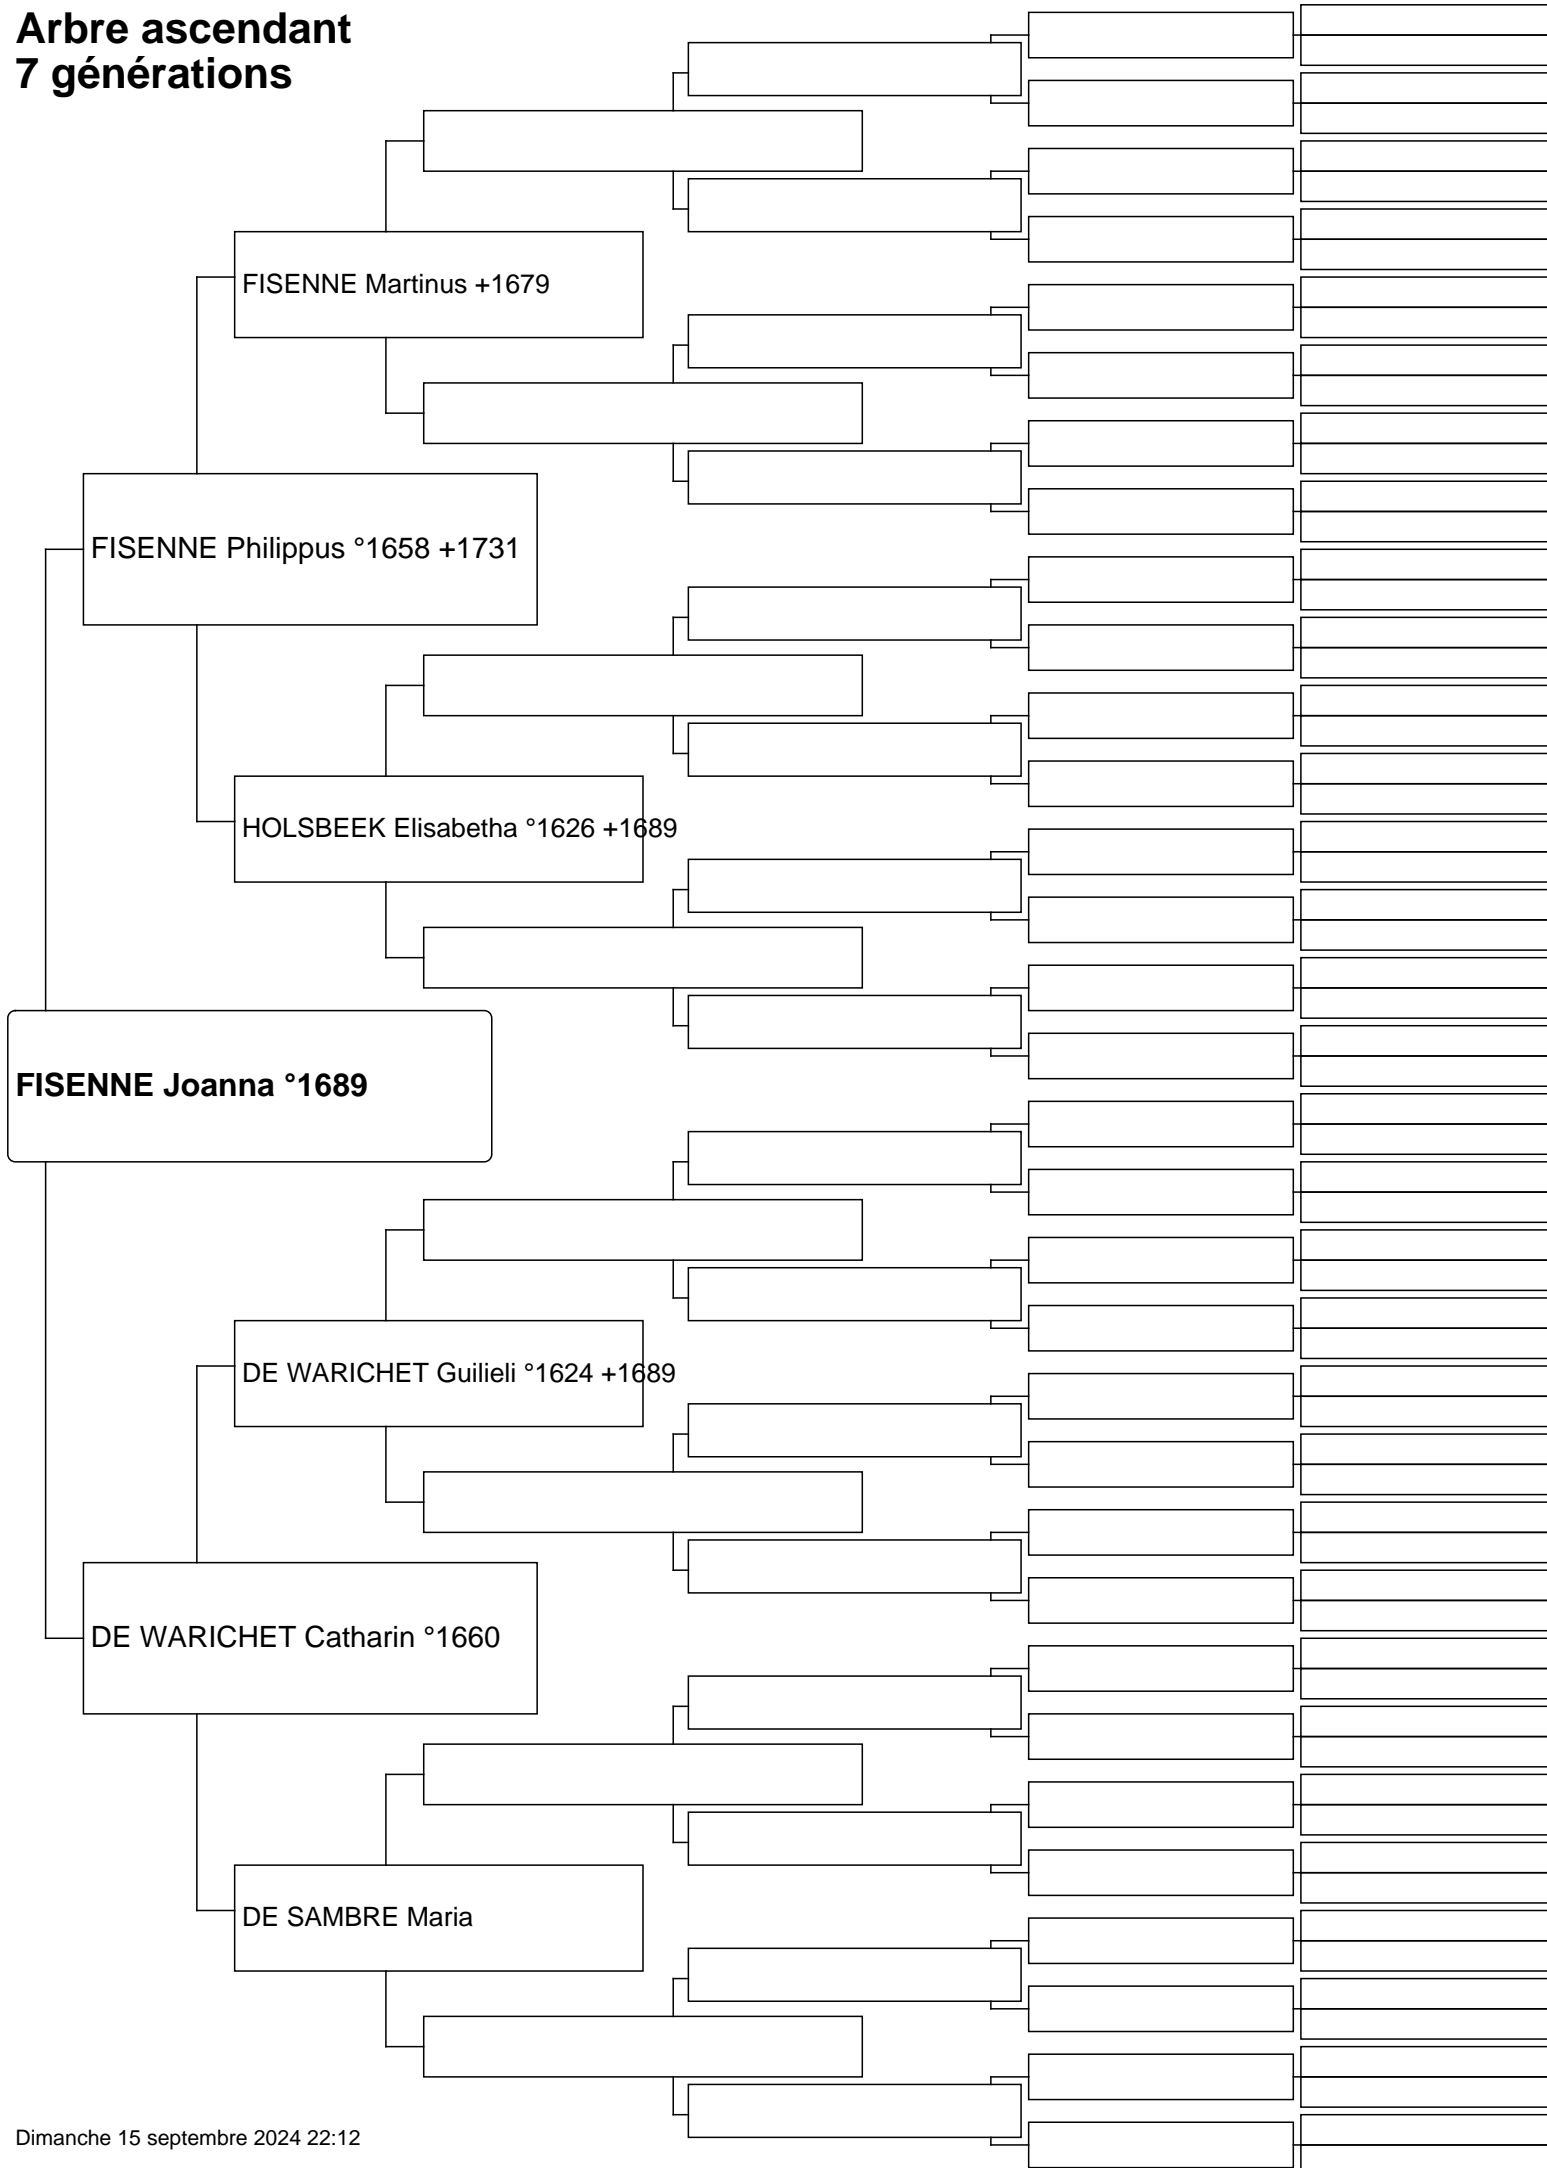 Arbre ascendant
7 générations
FISENNE Martinus +1679
FISENNE Philippus °1658 +1731
HOLSBEEK Elisabetha °1626 +1689
FISENNE Joanna °1689
DE WARICHET Guilieli °1624 +1689
DE WARICHET Catharin °1660
DE SAMBRE Maria
Dimanche 15 septembre 2024 22:12